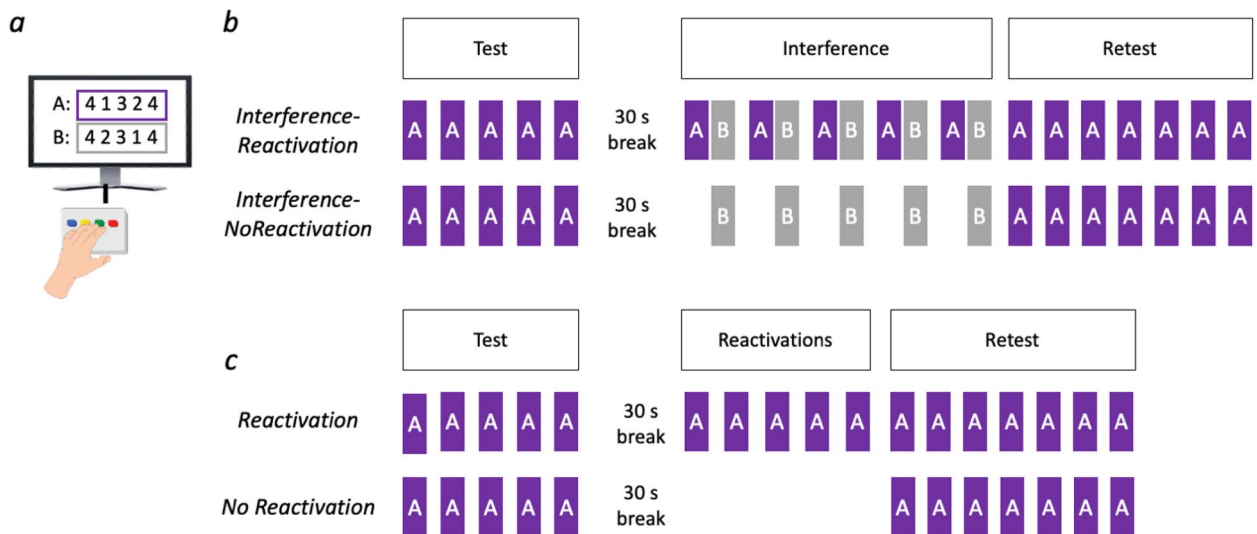 a
A: 4 1 3 2 4
B: 4 2 3 1 4
b
Test Interference Retest
Interference-
Reactivation
A A A A A 30 s
break
A B A B A B A B A B A A A A A A A
Interference-
NoReactivation
A A A A A 30 s
break
B B B B B A A A A A A A
c
Test Reactivations Retest
Reactivation
A A A A A 30 s
break
A A A A A A A A A A A A
No Reactivation
A A A A A 30 s
break
A A A A A A A